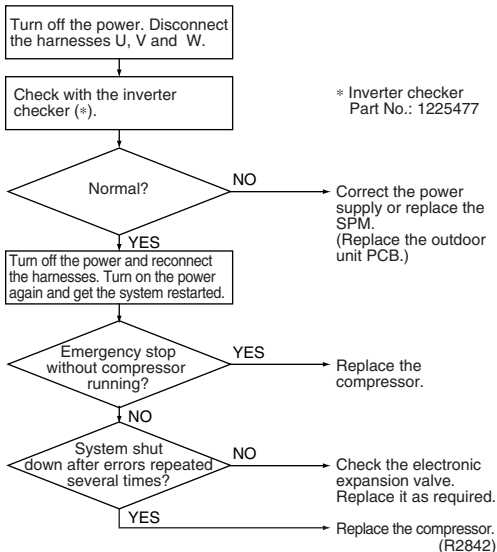 Turn off the power. Disconnect
the harnesses U, V and W.
Check with the inverter
checker (*).
* Inverter checker
Part No.: 1225477
Normal?
NO
Correct the power
supply or replace the
SPM.
(Replace the outdoor
unit PCB.)
YES
Turn off the power and reconnect
the harnesses. Turn on the power
again and get the system restarted.
Emergency stop
without compressor
running?
YES
Replace the
compressor.
NO
System shut
down after errors repeated
several times?
NO
Check the electronic
expansion valve.
Replace it as required.
YES
Replace the compressor.
(R2842)